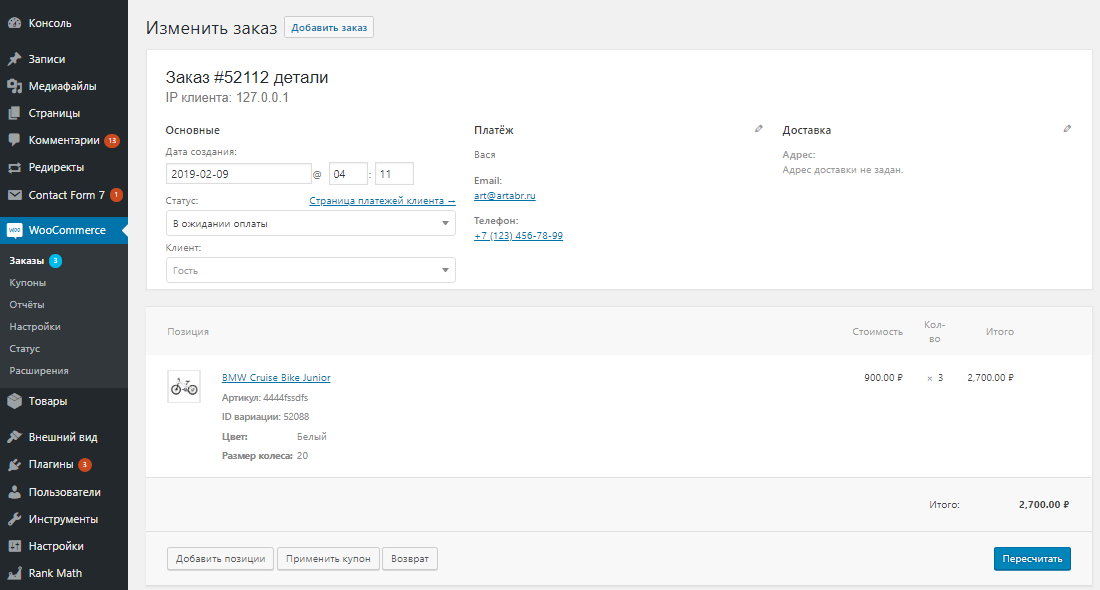 Консоль
Записи
Медиафайлы
Страницы
Комментарии 13
Редиректы
Contact Form 7 1
WooCommerce
Заказы 3
Купоны
Отчёты
Настройки
Статус
Расширения
Товары
Внешний вид
Плагины 3
Пользователи
Инструменты
Настройки
Rank Math
Изменить заказ Добавить заказ
Заказ #52112 детали
IP клиента: 127.0.0.1
Основные
Дата создания:
2019-02-09 @ 04 : 11
Статус: Страница платежей клиента →
В ожидании оплаты
Клиент:
Гость
Платёж
Вася
Email:
art@artabr.ru
Телефон:
+7 (123) 456-78-99
Доставка
Адрес:
Адрес доставки не задан.
Позиция Стоимость Кол-
во Итого
BMW Cruise Bike Junior 900.00 ₽ × 3 2,700.00 ₽
Артикул: 4444fssdfs
ID вариации: 52088
Цвет: Белый
Размер колеса: 20
Итого: 2,700.00 ₽
Добавить позиции Применить купон Возврат Пересчитать